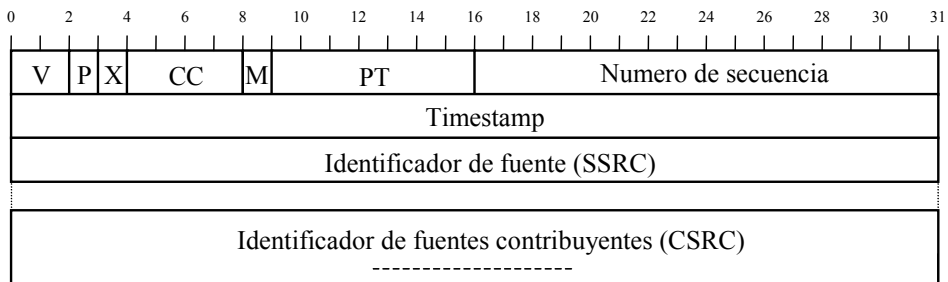 0 2 4 6 8 10 12 14 16 18 20 22 24 26 28 30 31
V P X CC M PT Numero de secuencia
Timestamp
Identificador de fuente (SSRC)
Identificador de fuentes contribuyentes (CSRC)